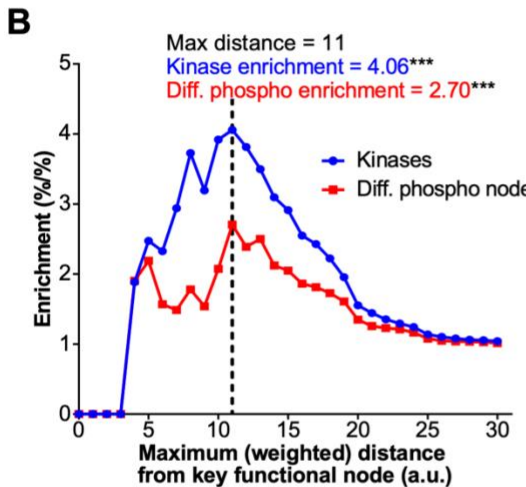 B
Max distance = 11
Kinase enrichment = 4.06***
Diff. phospho enrichment = 2.70***
Kinases
Diff. phospho node
Enrichment (%/%)
5
4
3
2
1
0
0 5 10 15 20 25 30
Maximum (weighted) distance
from key functional node (a.u.)